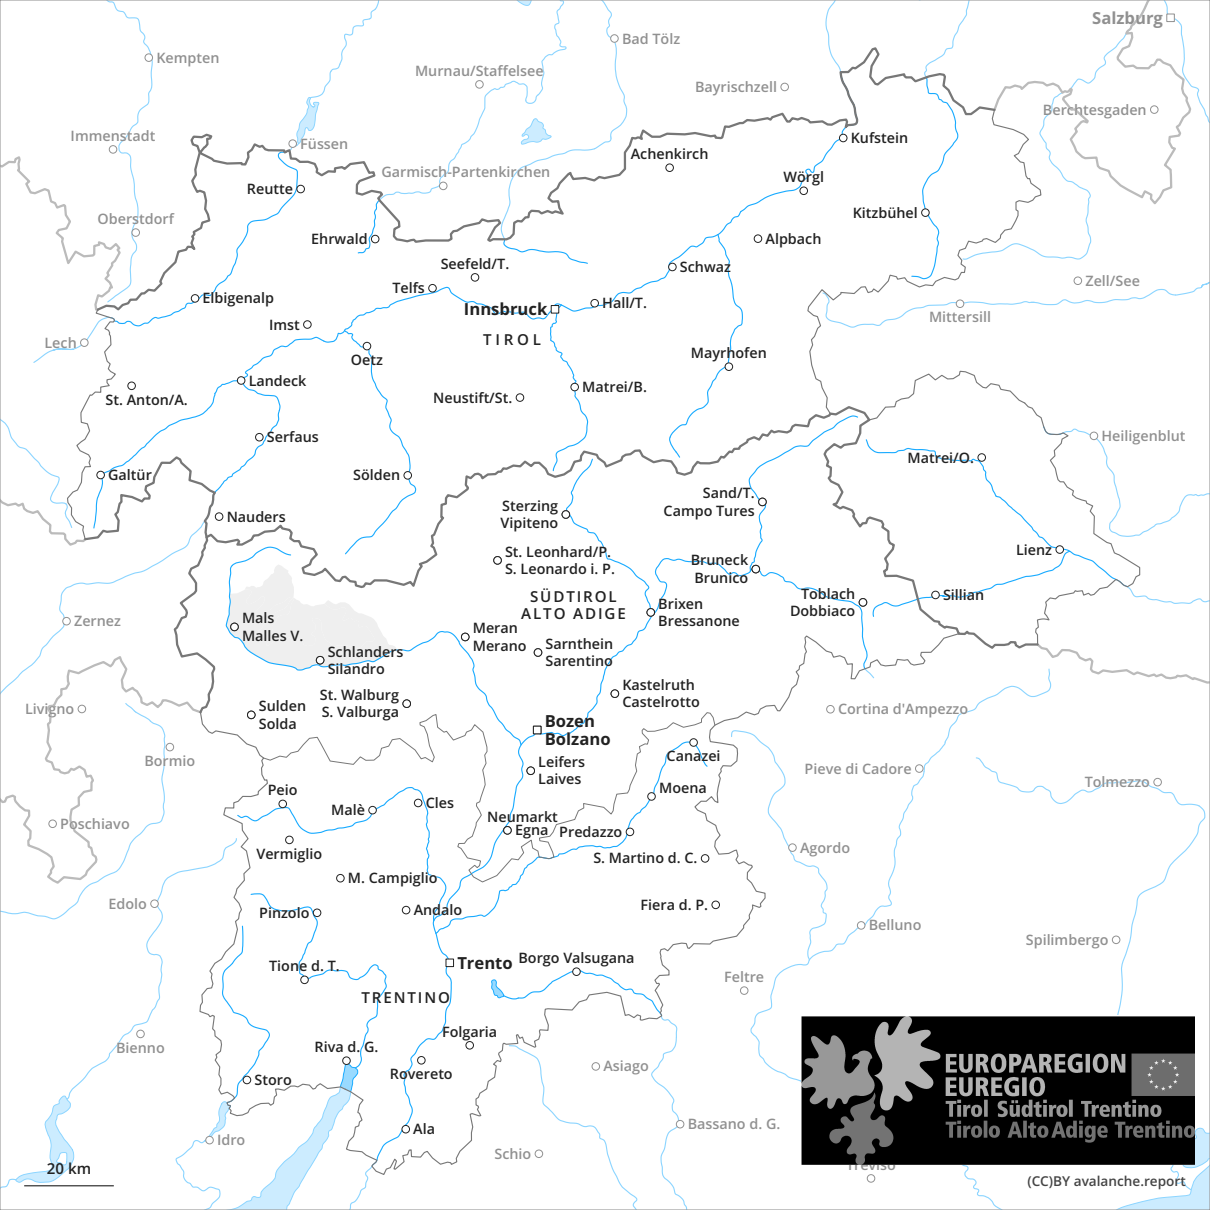 Salzburg
Bad Tölz
Kempten
Murnau/Staffelsee
Bayrischzell
Berchtesgaden
Immenstadt
Füssen
Kufstein
Achenkirch
Garmisch-Partenkirchen
Wörgl
Reutte
Kitzbühel
Oberstdorf
Ehrwald
Alpbach
Seefeld/T.
Schwaz
Zell/See
Telfs
Elbigenalp
Hall/T.
Innsbruck
Mittersill
Imst
TIROL
Lech
Oetz
Mayrhofen
Landeck
Matrei/B.
St. Anton/A.
Neustift/St.
Serfaus
Heiligenblut
Matrei/O.
Galtür
Sölden
Sand/T.
Campo Tures
Sterzing
Vipiteno
Nauders
St. Leonhard/P.
S. Leonardo i. P.
Lienz
Bruneck
Brunico
SÜDTIROL
ALTO ADIGE
Toblach
Dobbiaco
Sillian
Brixen
Bressanone
Mals
Malles V.
Zernez
Meran
Merano
Sarnthein
Sarentino
Schlanders
Silandro
Kastelruth
Castelrotto
St. Walburg
S. Valburga
Sulden
Solda
Livigno
Cortina d'Ampezzo
Bozen
Bolzano
Bormio
Canazei
Leifers
Laives
Pieve di Cadore
Tolmezzo
Peio
Moena
Malè
Cles
Neumarkt
Egna
Poschiavo
Predazzo
Vermiglio
Agordo
S. Martino d. C.
M. Campiglio
Edolo
Pinzolo
Andalo
Fiera d. P.
Belluno
Spilimbergo
Trento
Borgo Valsugana
Tione d. T.
Feltre
TRENTINO
Folgaria
Bienno
Riva d. G.
Asiago
Rovereto
Storo
EUROPAREGION
EUREGIO
Tirol Südtirol Trentino
Tirolo Alto Adige Trentino
Ala
Bassano d. G.
Idro
Schio
Treviso
20 km
(CC)BY avalanche.report